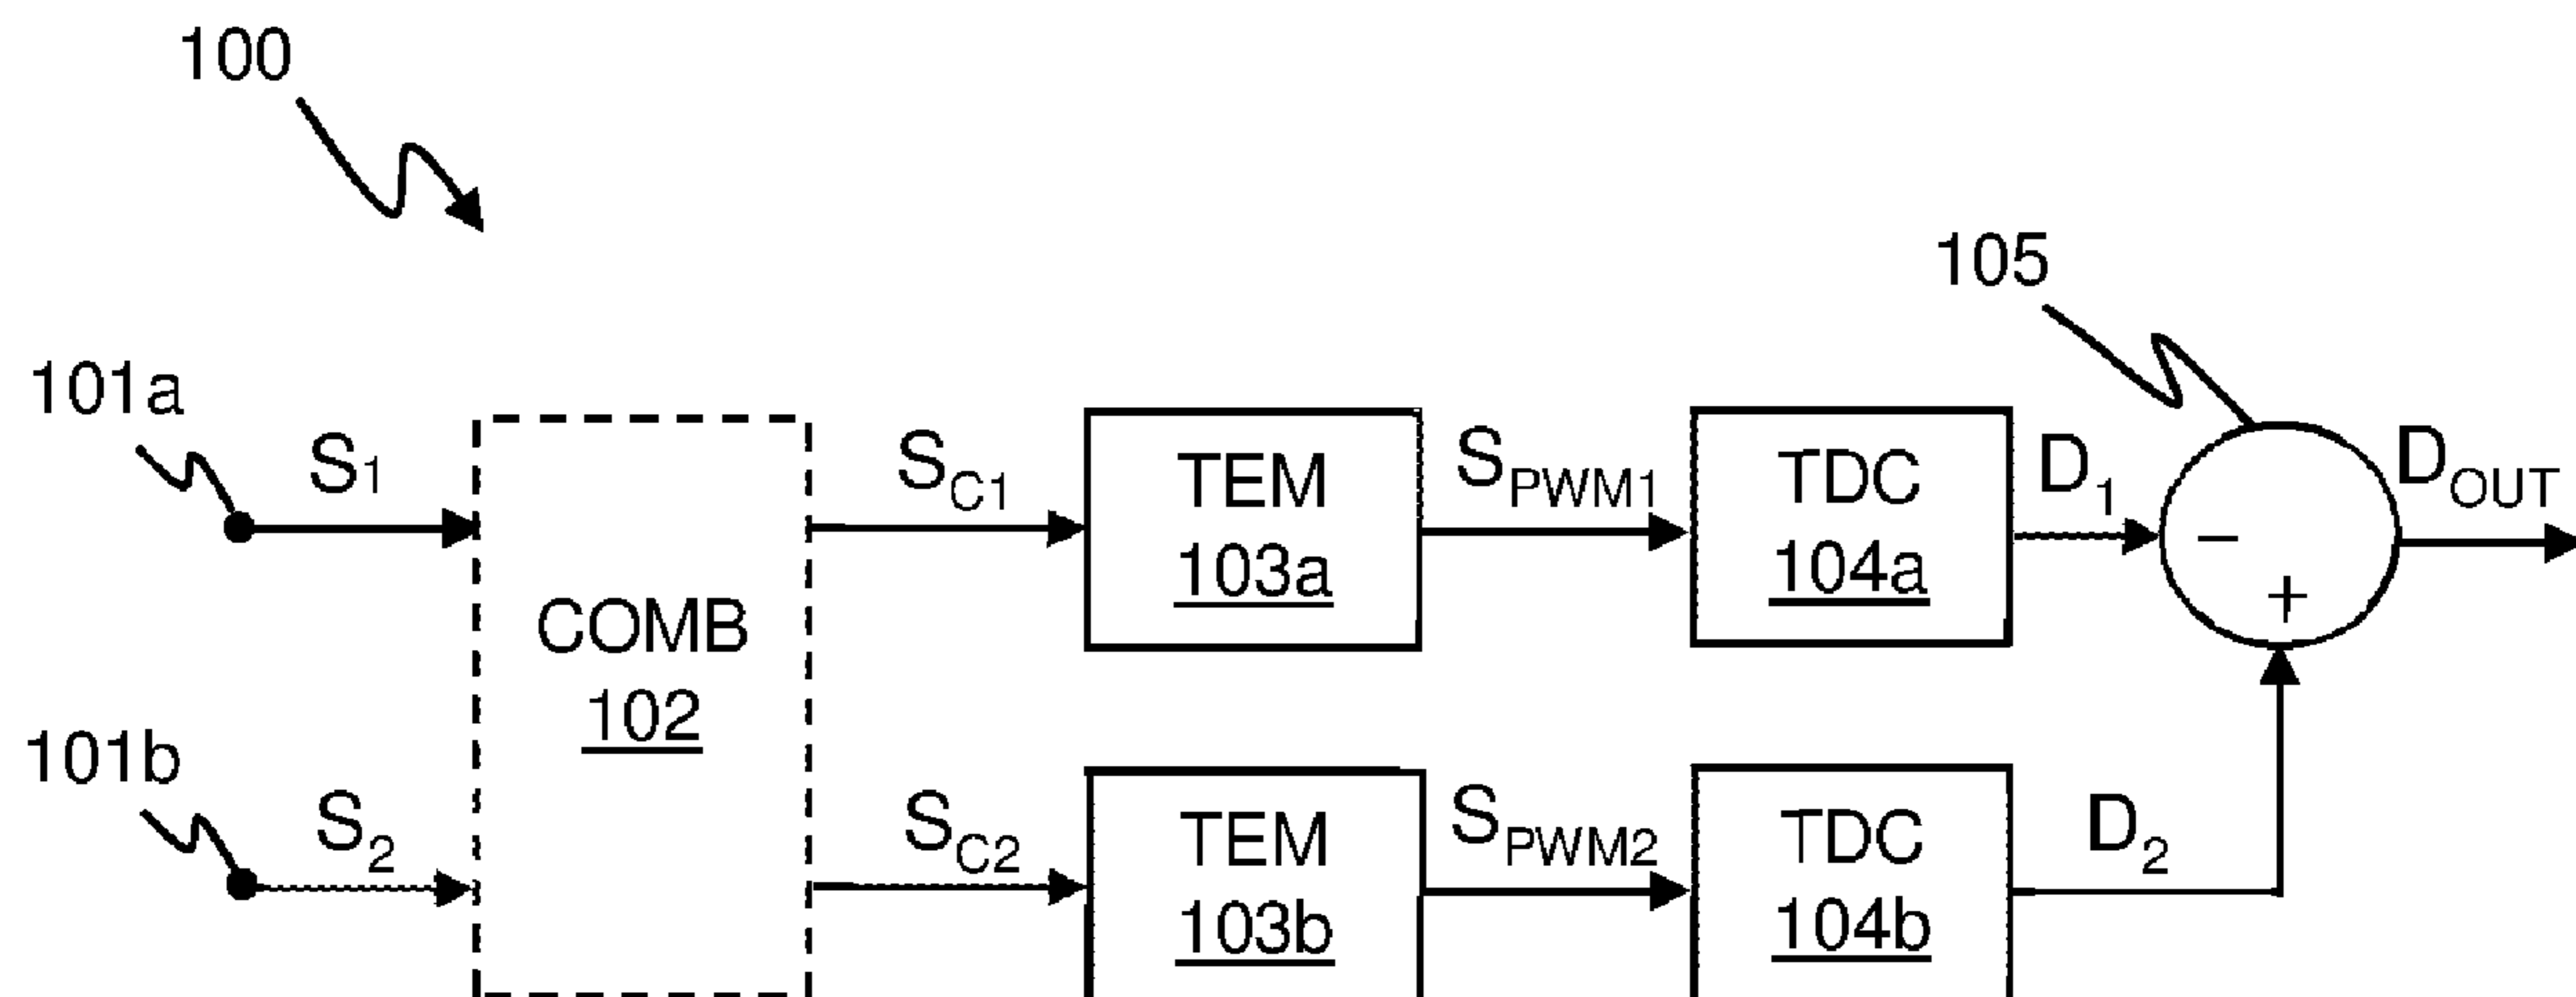 100
105
101a
S1
SC1
TEM
103a
SPWM1
TDC
104a
D1
−
+
DOUT
COMB
102
101b
S2
SC2
TEM
103b
SPWM2
TDC
104b
D2